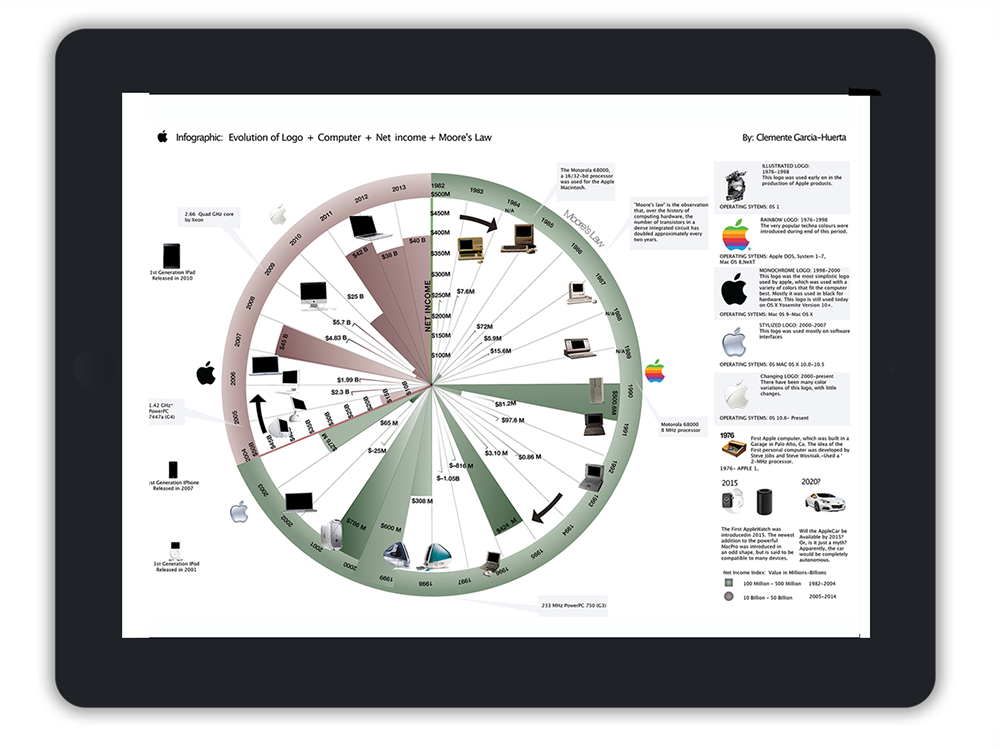 Infographic: Evolution of Logo + Computer + Net income + Moore's Law
By: Clemente Garcia-Huerta
The Motorola 68000,
a 16/32-bit processor
was used for the Apple
Macintosh.
2.66 Quad GHz core
by Xeon
"Moore's law" is the observation
that, over the history of
computing hardware, the
number of transistors in a
dense integrated circuit has
doubled approximately every
two years.
Moore's Law
1st Generation iPad
Released in 2010
1.42 GHz
PowerPC
7447a (G4)
st Generation iPhone
Released in 2007
1st Generation iPod
Released in 2001
Motorola 68000
8 MHz processor
233 MHz PowerPC 750 (G3)
1982
1983
1984
N/A
1985
1986
1987
N/A
1988
N/A
1989
1990
1991
1992
1993
1994
1995
1996
1997
1998
1999
2000
2001
2002
2003
2004
2005
2006
2007
2008
2009
2010
2011
2012
2013
NET INCOME
$500M
$450M
$400M
$350M
$300M
$250M
$200M
$150M
$100M
$7.6M
$72M
$5.9M
$15.6M
$81.2M
$97.6 M
$3.10 M
$0.86 M
$424 M
$-816 M
$-1.05B
$308 M
$600 M
$786 M
$-25M
$65 M
$276 M
$2.3 B
$1.99 B
$4.83 B
$45 B
$5.7 B
$25 B
$42 B
$38 B
$40 B
$10B
$15B
$20B
$25B
$30B
$35B
$45B
$50B
ILLUSTRATED LOGO:
1976-1998
This logo was used early on in the
production of Apple products.
OPERATING SYTEMS: OS 1
RAINBOW LOGO: 1976-1998
The very popular techna colours were
introduced during end of this period.
OPERATING SYTEMS: Apple DOS, System 1-7,
Mac OS 8,NeXT
MONOCHROME LOGO: 1998-2000
This logo was the most simplistic logo
used by apple, which was used with a
variety of colors that fit the computer
best. Mostly it was used in black for
hardware. This logo is still used today
on OS X Yosemite Version 10+.
OPERATING SYTEMS: Mac OS 9-Mac OS X
STYLIZED LOGO: 2000-2007
This logo was used mostly on software
interfaces
OPERATING SYTEMS: OS MAC OS X 10.0-10.5
Changing LOGO: 2000-present
There have been many color
variations of this logo, with little
changes.
OPERATING SYTEMS: OS 10.6- Present
1976
First Apple computer, which was built in a
Garage in Palo Alto, Ca. The idea of the
First personal computer was developed by
Steve Jobs and Steve Wosniak.-Used a "
2-MHz processor.
1976- APPLE 1,
2015
2020?
The First AppleWatch was
introducedin 2015. The newest
addition to the powerful
MacPro was introduced in
an odd shape, but is said to be
compatible to many devices.
Will the AppleCar be
Available by 2015?
Or, is it just a myth?
Apparently, the car
would be completely
autonomous.
Net Income Index: Value in Millions-Billions
100 Million - 500 Million 1982-2004
10 Billion - 50 Billion 2005-2014